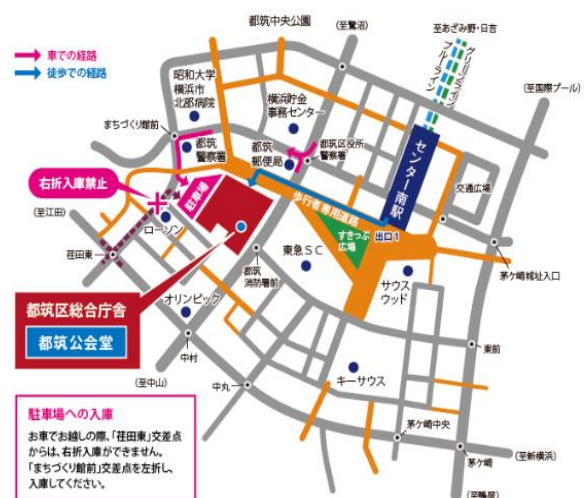 都筑中央公園
(至鷺沼)
至あざみ野・日吉
グリーンライン
ブルーライン
(至国際プール)
車での経路
徒歩での経路
昭和大学
横浜市
北部病院
横浜貯金
事務センター
まちづくり館前
都筑
警察署
都筑
郵便局
都筑区役所
警察署
センター南駅
交通広場
右折入庫禁止
駐車場
歩行者専用道路
すきっぷ
広場
出口1
(至江田)
ローソン
荏田東
東急SC
茅ケ崎城址入口
都筑
消防署前
サウス
ウッド
都筑区総合庁舎
都筑公会堂
オリンピック
中村
東前
(至中山)
中丸
キーサウス
駐車場への入庫
お車でお越しの際、「荏田東」交差点
からは、右折入庫ができません。
「まちづくり館前」交差点を左折し、
入庫してください。
茅ケ崎中央
茅ケ崎
(至新横浜)